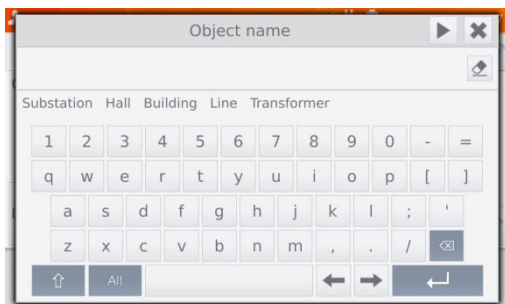 Object name
Substation Hall Building Line Transformer
1 2 3 4 5 6 7 8 9 0 - =
q w e r t y u i o p [ ]
a s d f g h j k l ; '
z x c v b n m , . /
Alt